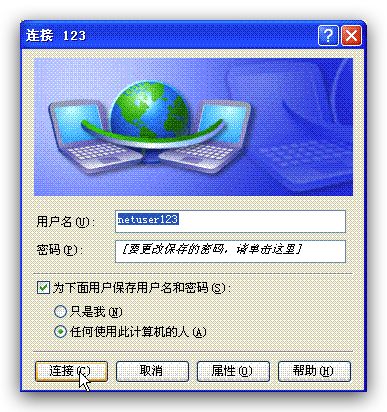 连接 123
用户名(U):
netuser123
密码(P):
[要更改保存的密码，请单击这里]
为下面用户保存用户名和密码(S):
只是我(N)
任何使用此计算机的人(A)
连接(C) 取消 属性(O) 帮助(H)